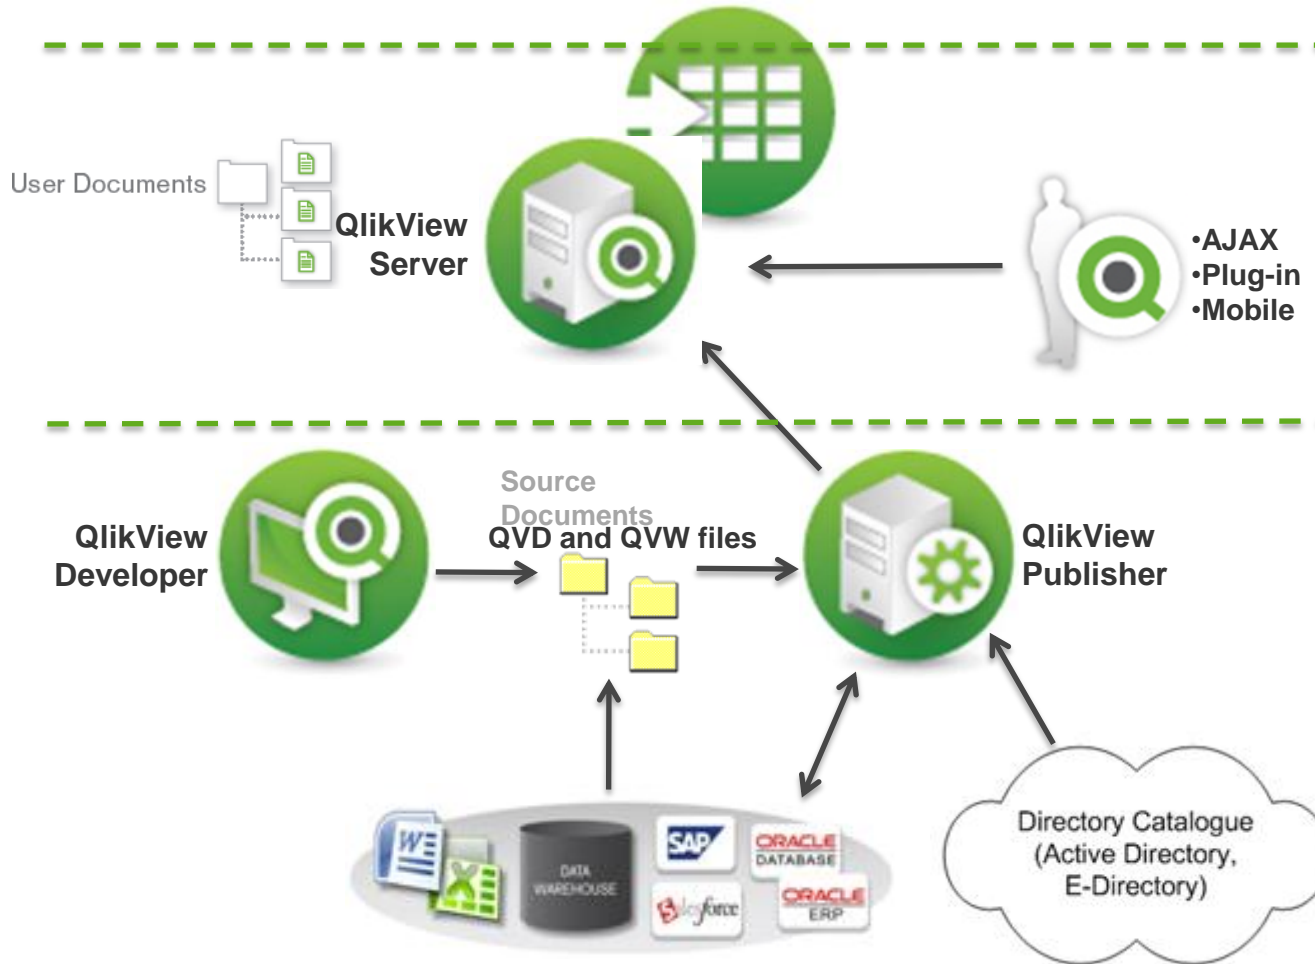 User Documents
QlikView
Server
•AJAX
•Plug-in
•Mobile
Source
Documents
QVD and QVW files
QlikView
Developer
QlikView
Publisher
W
X
DATA
WAREHOUSE
SAP
ORACLE
DATABASE
salesforce
ORACLE
ERP
Directory Catalogue
(Active Directory,
E-Directory)